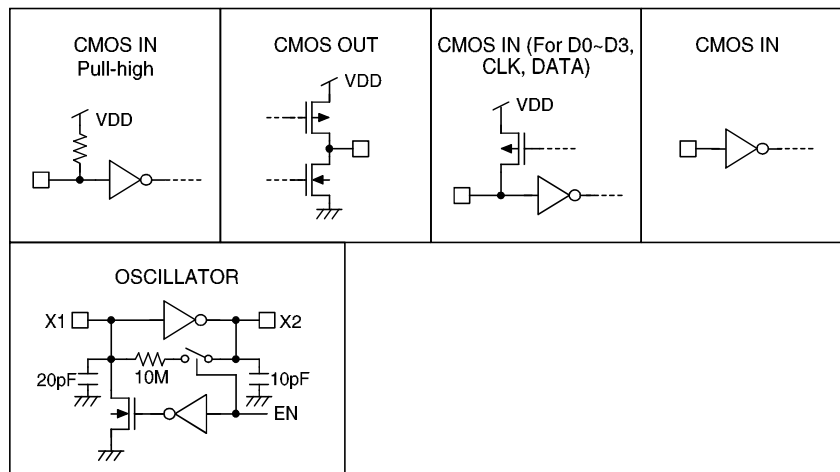 CMOS IN
Pull-high
VDD
CMOS OUT
VDD
CMOS IN (For D0~D3,
CLK, DATA)
VDD
CMOS IN
OSCILLATOR
X1
X2
20pF
10M
10pF
EN